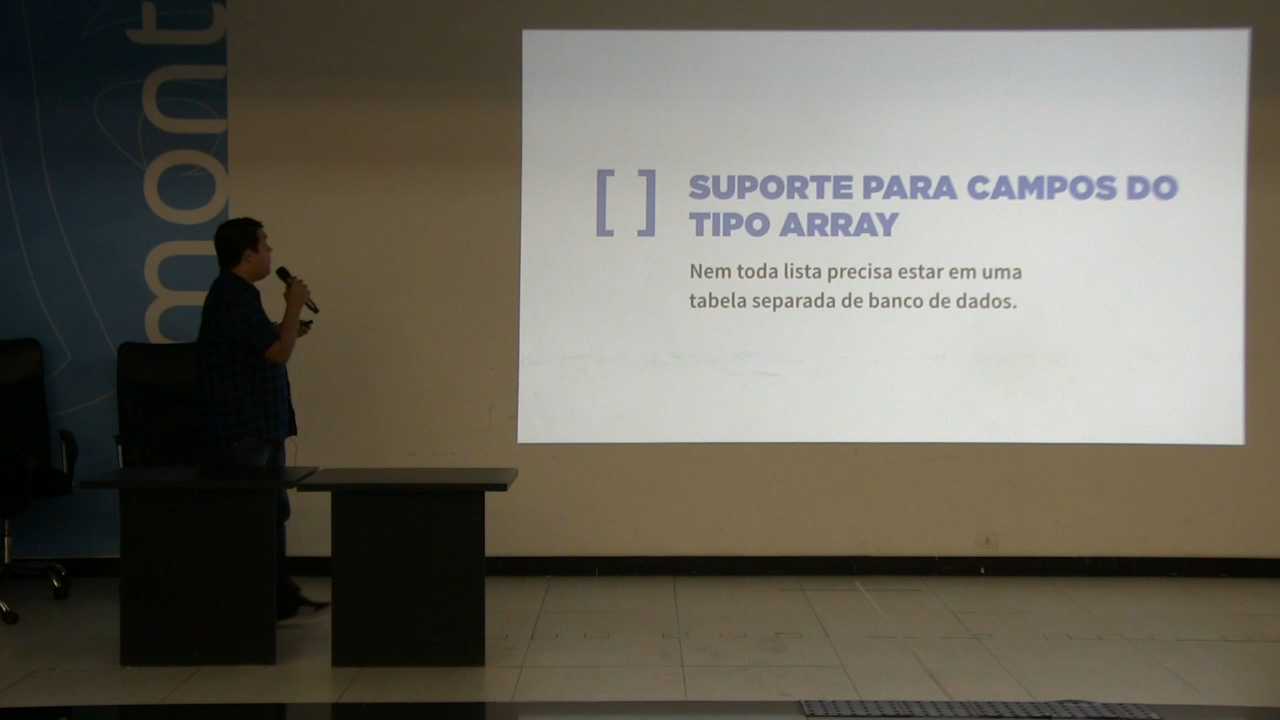 mont
[ ]
SUPORTE PARA CAMPOS DO
TIPO ARRAY
Nem toda lista precisa estar em uma
tabela separada de banco de dados.